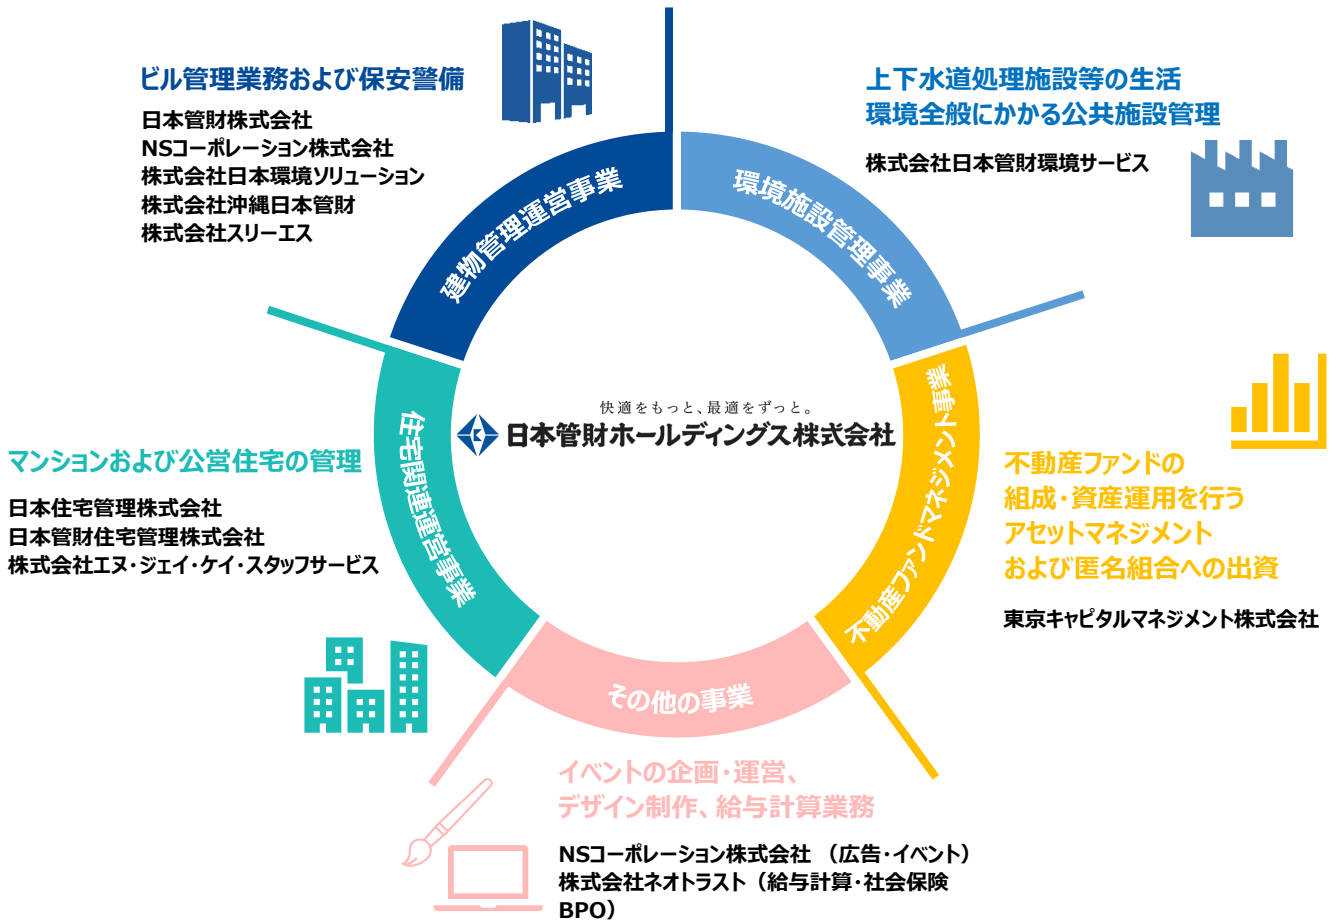 ビル管理業務および保安警備
日本管財株式会社
NSコーポレーション株式会社
株式会社日本環境ソリューション
株式会社沖縄日本管財
株式会社スリーエス
建物管理運営事業
上下水道処理施設等の生活
環境全般にかかる公共施設管理
株式会社日本管財環境サービス
環境施設管理事業
快適をもっと、最適をずっと。
日本管財ホールディングス株式会社
マンションおよび公営住宅の管理
日本住宅管理株式会社
日本管財住宅管理株式会社
株式会社エヌ・ジェイ・ケイ・スタッフサービス
住宅関連運営事業
不動産ファンドマネジメント事業
不動産ファンドの
組成・資産運用を行う
アセットマネジメント
および匿名組合への出資
東京キャピタルマネジメント株式会社
その他の事業
イベントの企画・運営、
デザイン制作、給与計算業務
NSコーポレーション株式会社 （広告・イベント）
株式会社ネオトラスト（給与計算・社会保険
BPO）